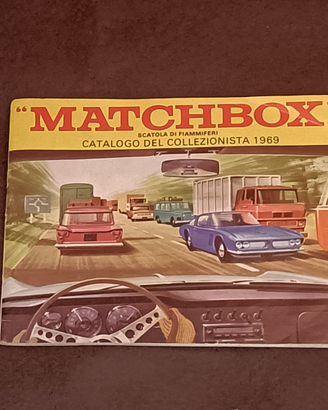 "MATCHBOX"
SCATOLA DI FIAMMIFERI
CATALOGO DEL COLLEZIONISTA 1969